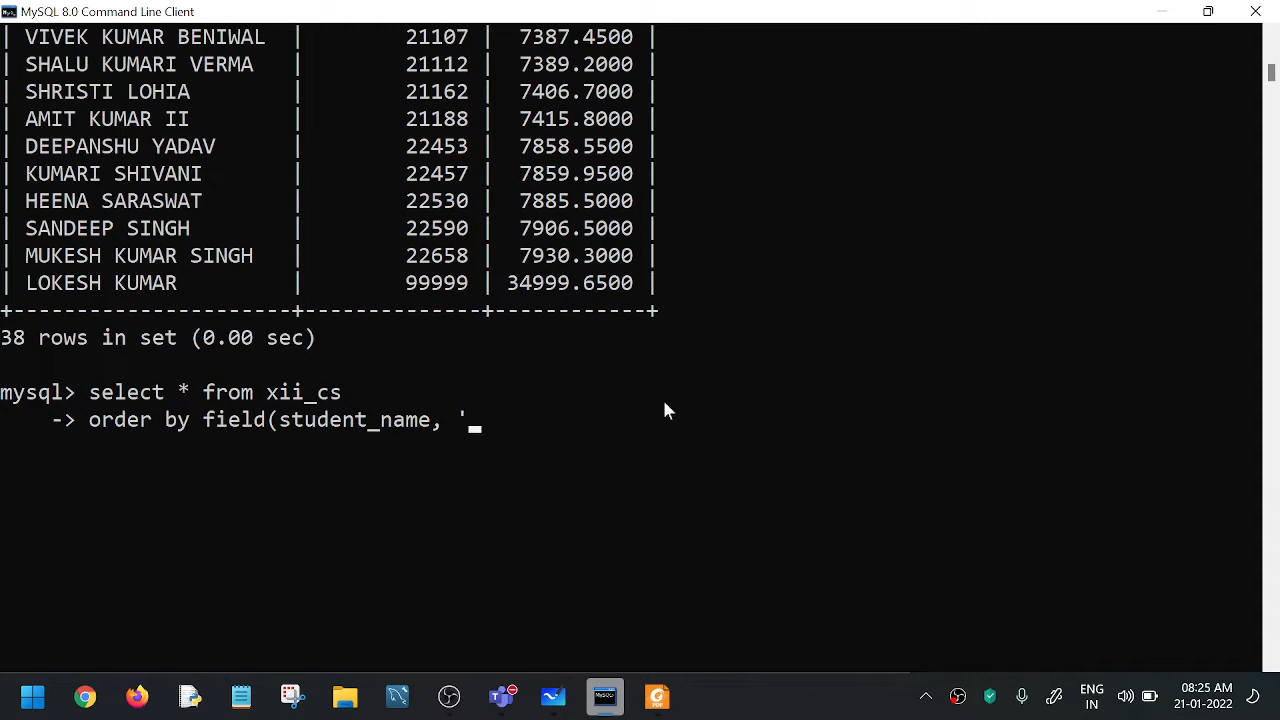 MySQL 8.0 Command Line Client
| VIVEK KUMAR BENIWAL | 21107 | 7387.4500 |
| SHALU KUMARI VERMA | 21112 | 7389.2000 |
| SHRISTI LOHIA | 21162 | 7406.7000 |
| AMIT KUMAR II | 21188 | 7415.8000 |
| DEEPANSHU YADAV | 22453 | 7858.5500 |
| KUMARI SHIVANI | 22457 | 7859.9500 |
| HEENA SARASWAT | 22530 | 7885.5000 |
| SANDEEP SINGH | 22590 | 7906.5000 |
| MUKESH KUMAR SINGH | 22658 | 7930.3000 |
| LOKESH KUMAR | 99999 | 34999.6500 |
+----------------------+--------------+------------+
38 rows in set (0.00 sec)
mysql> select * from xii_cs
-> order by field(student_name, '_
ENG 08:25 AM
IN 21-01-2022